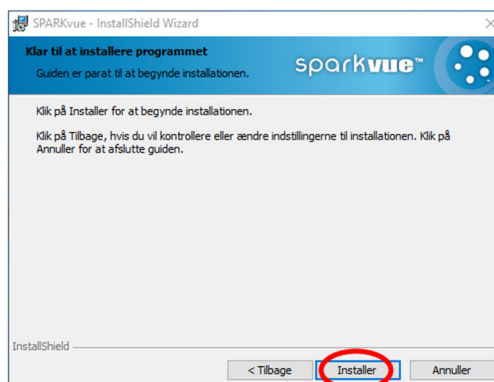 SPARKvue - InstallShield Wizard
Klar til at installere programmet
Guiden er parat til at begynde installationen.
sparkvue™
Klik på Installer for at begynde installationen.
Klik på Tilbage, hvis du vil kontrollere eller ændre indstillingerne til installationen. Klik på
Annuller for at afslutte guiden.
InstallShield
< Tilbage
Installer
Annuller